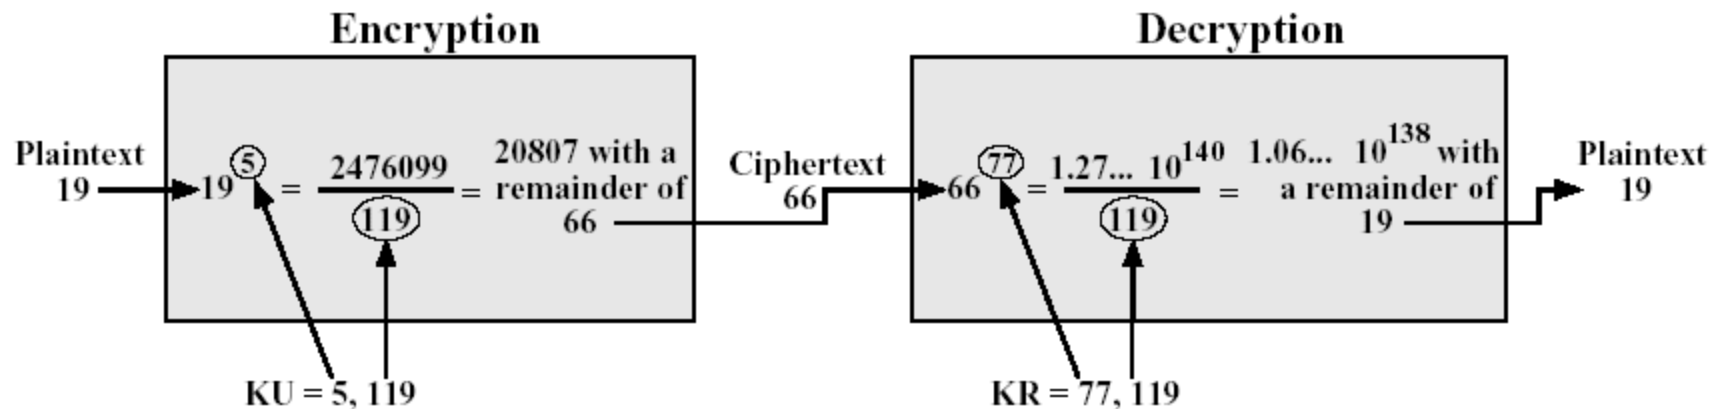 Encryption
Plaintext
19
19^5 = 2476099 / 119 = 20807 with a
remainder of
66
KU = 5, 119
Ciphertext
66
Decryption
66^77 = 1.27... 10^140 / 119 = 1.06... 10^138 with
a remainder of
19
KR = 77, 119
Plaintext
19